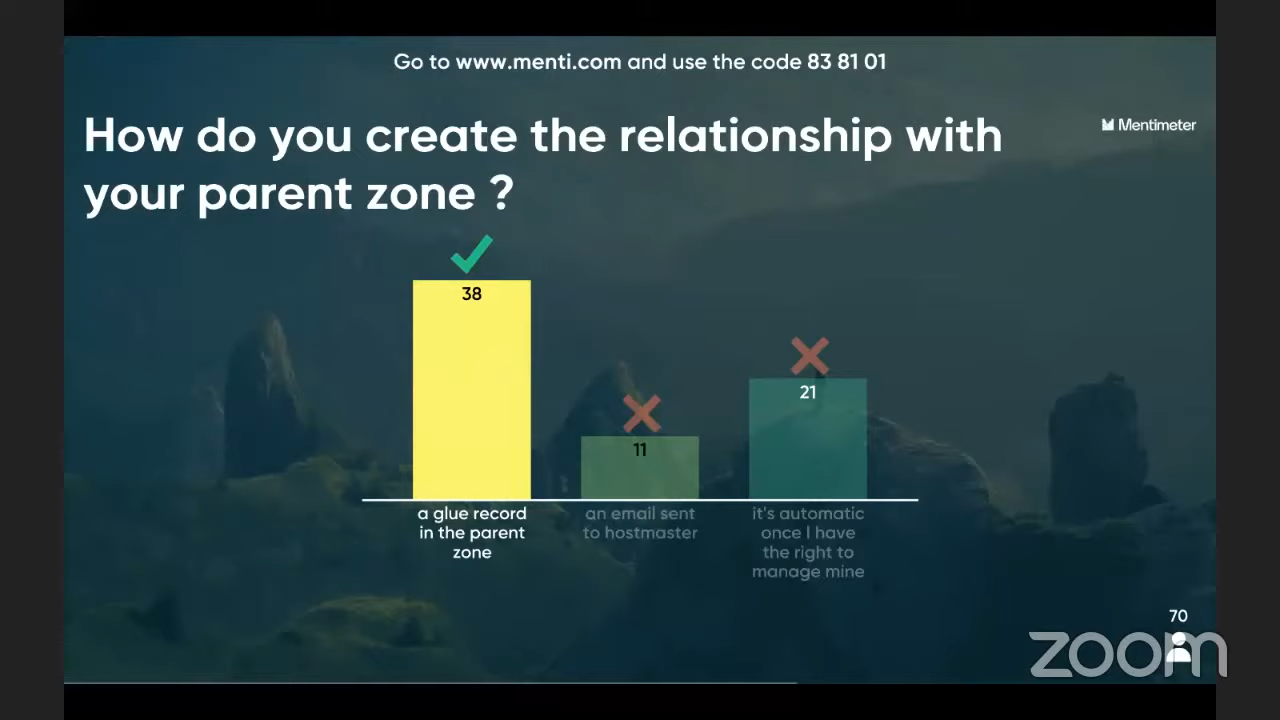 Go to www.menti.com and use the code 83 81 01
How do you create the relationship with
your parent zone ?
Mentimeter
38
11
21
a glue record
in the parent
zone
an email sent
to hostmaster
it's automatic
once I have
the right to
manage mine
70
zoom